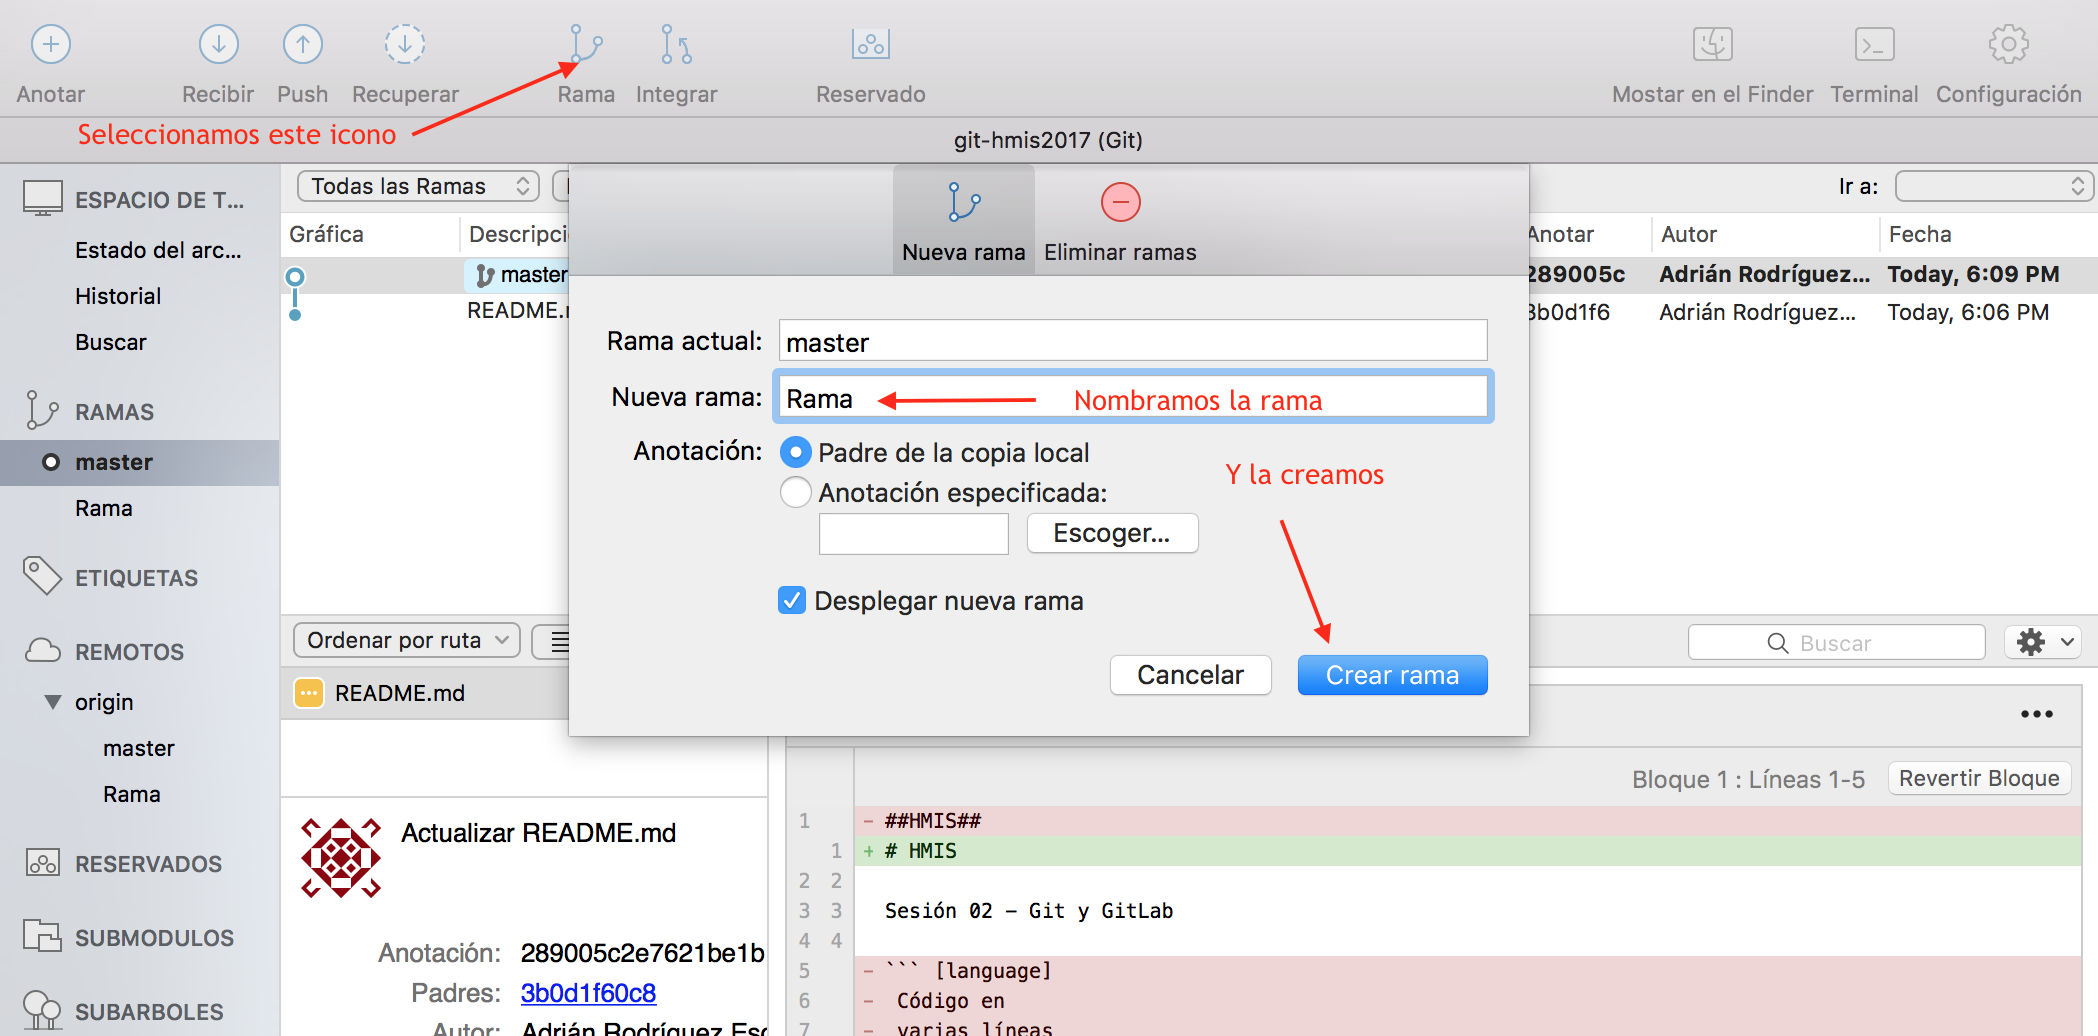 Anotar
Recibir
Push
Recuperar
Rama
Integrar
Reservado
Mostar en el Finder
Terminal
Configuración
Seleccionamos este icono
git-hmis2017 (Git)
ESPACIO DE T...
Estado del arc...
Historial
Buscar
RAMAS
master
Rama
ETIQUETAS
REMOTOS
origin
master
Rama
RESERVADOS
SUBMODULOS
SUBARBOLES
Todas las Ramas
Ir a:
Gráfica
Descripci
Anotar
Autor
Fecha
master
289005c
Adrián Rodríguez...
Today, 6:09 PM
README.
3b0d1f6
Adrián Rodríguez...
Today, 6:06 PM
Nueva rama
Eliminar ramas
Rama actual: master
Nueva rama: Rama
Nombramos la rama
Anotación: Padre de la copia local
Anotación especificada:
Y la creamos
Escoger...
Desplegar nueva rama
Cancelar
Crear rama
Ordenar por ruta
Buscar
README.md
Actualizar README.md
Anotación: 289005c2e7621be1b
Padres: 3b0d1f60c8
Autor: Adrián Rodríguez Esc
Bloque 1 : Líneas 1-5
Revertir Bloque
1 - ##HMIS##
1 + # HMIS
2 2
3 3 Sesión 02 - Git y GitLab
4 4
5 - ``` [language]
6 - Código en
7 - varias líneas